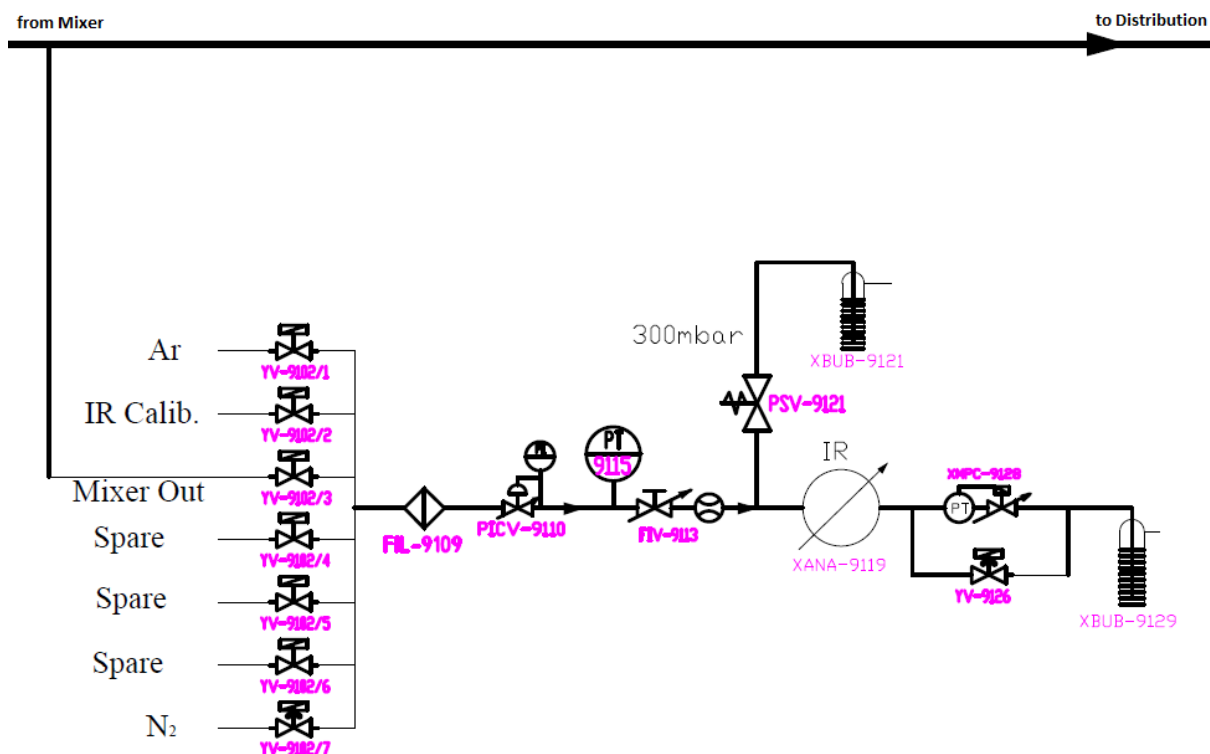 from Mixer
to Distribution
300mbar
XBUB-9121
PSV-9121
Ar
YV-9102/1
IR Calib.
YV-9102/2
Mixer Out
YV-9102/3
Spare
YV-9102/4
Spare
YV-9102/5
Spare
YV-9102/6
N2
YV-9102/7
FIL-9109
PICV-9110
PI
PT
9115
FIV-9113
IR
XANA-9119
XMPC-9128
PT
YV-9126
XBUB-9129